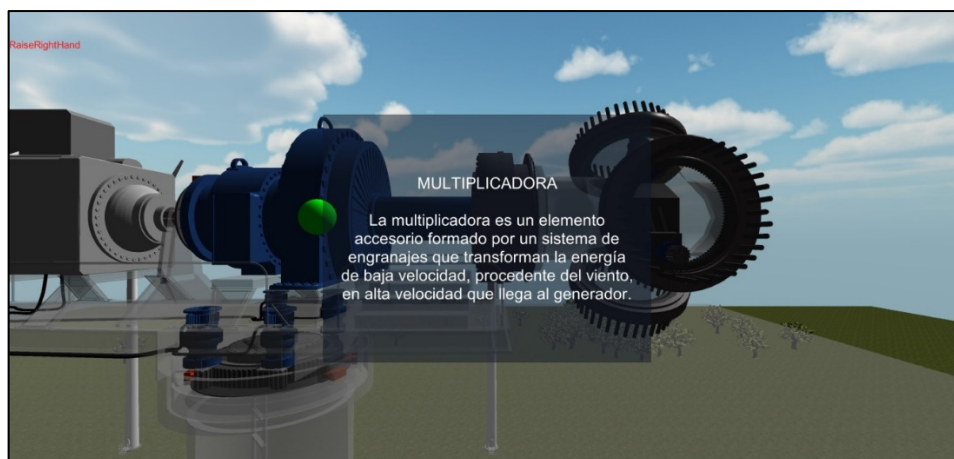 RaiseRightHand
MULTIPLICADORA
La multiplicadora es un elemento
accesorio formado por un sistema de
engranajes que transforman la energía
de baja velocidad, procedente del viento,
en alta velocidad que llega al generador.